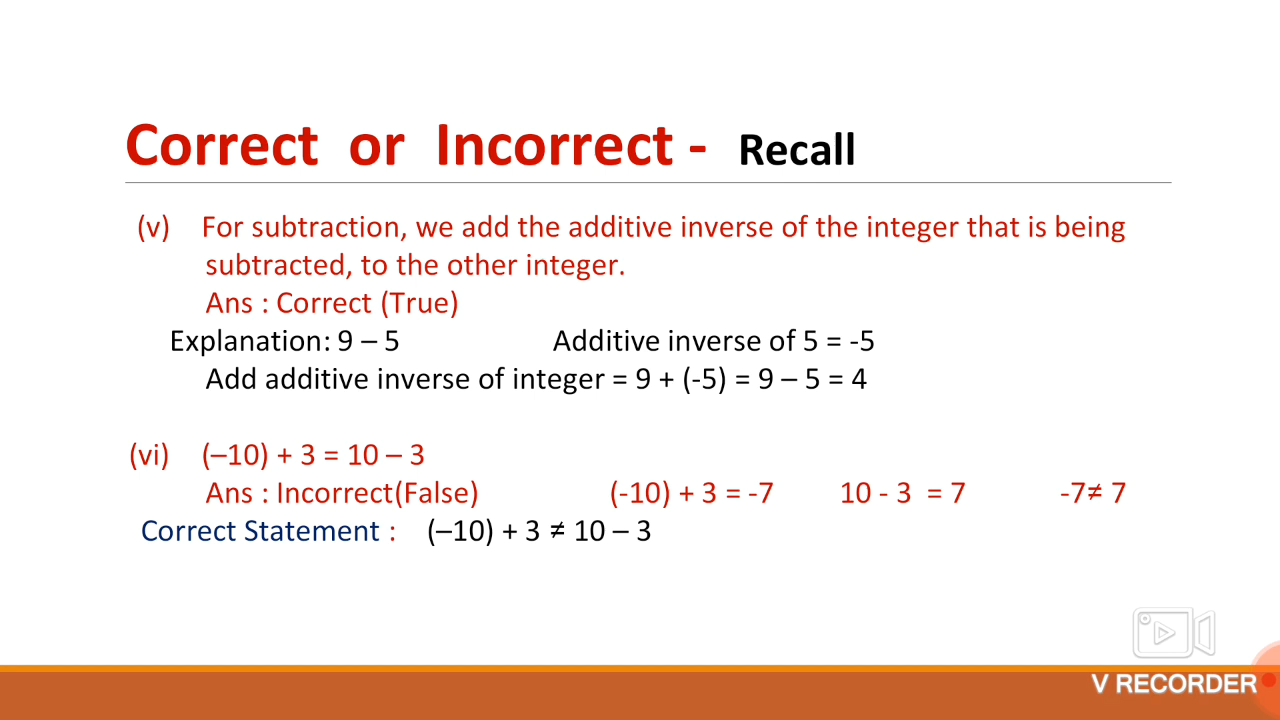 Correct or Incorrect - Recall
(v) For subtraction, we add the additive inverse of the integer that is being
subtracted, to the other integer.
Ans : Correct (True)
Explanation: 9 – 5 Additive inverse of 5 = -5
Add additive inverse of integer = 9 + (-5) = 9 – 5 = 4
(vi) (–10) + 3 = 10 – 3
Ans : Incorrect(False) (-10) + 3 = -7 10 - 3 = 7 -7≠ 7
Correct Statement : (–10) + 3 ≠ 10 – 3
V RECORDER